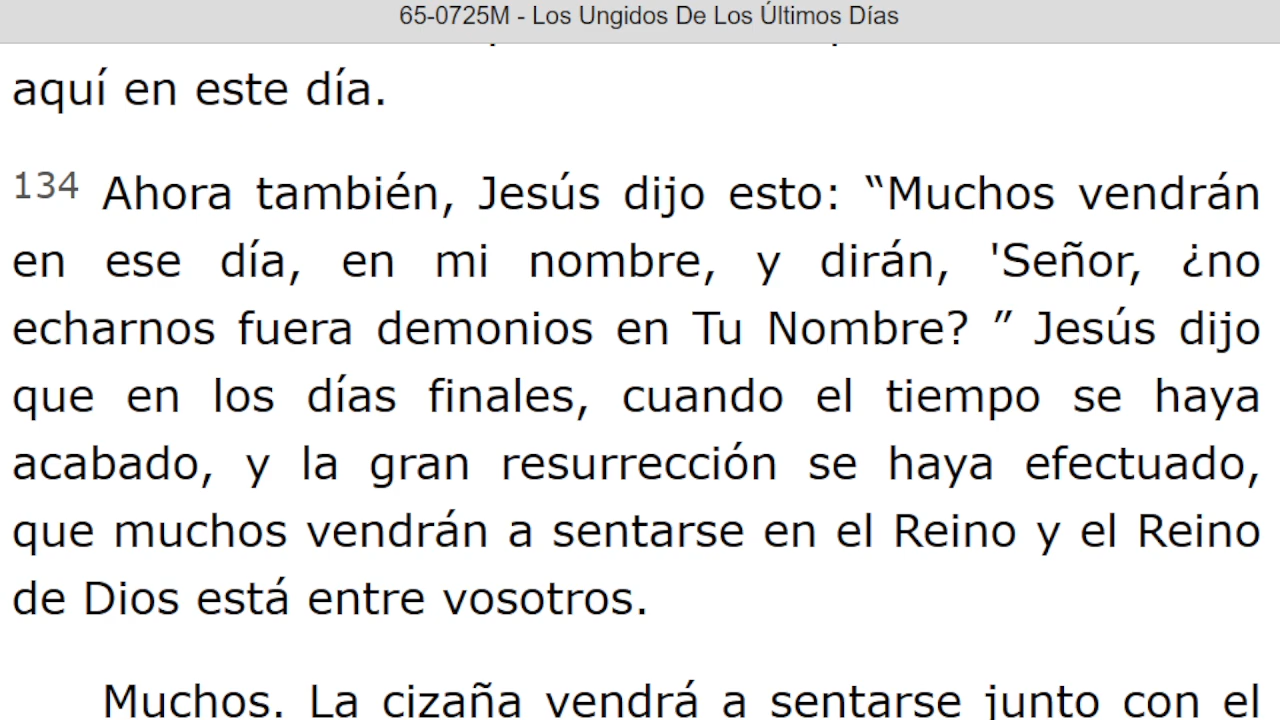 65-0725M - Los Ungidos De Los Últimos Días
aquí en este día.
134 Ahora también, Jesús dijo esto: “Muchos vendrán
en ese día, en mi nombre, y dirán, 'Señor, ¿no
echarnos fuera demonios en Tu Nombre? ” Jesús dijo
que en los días finales, cuando el tiempo se haya
acabado, y la gran resurrección se haya efectuado,
que muchos vendrán a sentarse en el Reino y el Reino
de Dios está entre vosotros.
Muchos. La cizaña vendrá a sentarse junto con el